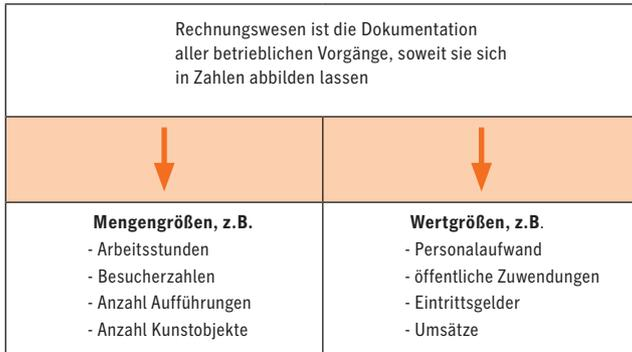 Rechnungswesen ist die Dokumentation
aller betrieblichen Vorgänge, soweit sie sich
in Zahlen abbilden lassen
Mengengrößen, z.B.
- Arbeitsstunden
- Besucherzahlen
- Anzahl Aufführungen
- Anzahl Kunstobjekte
Wertgrößen, z.B.
- Personalaufwand
- öffentliche Zuwendungen
- Eintrittsgelder
- Umsätze